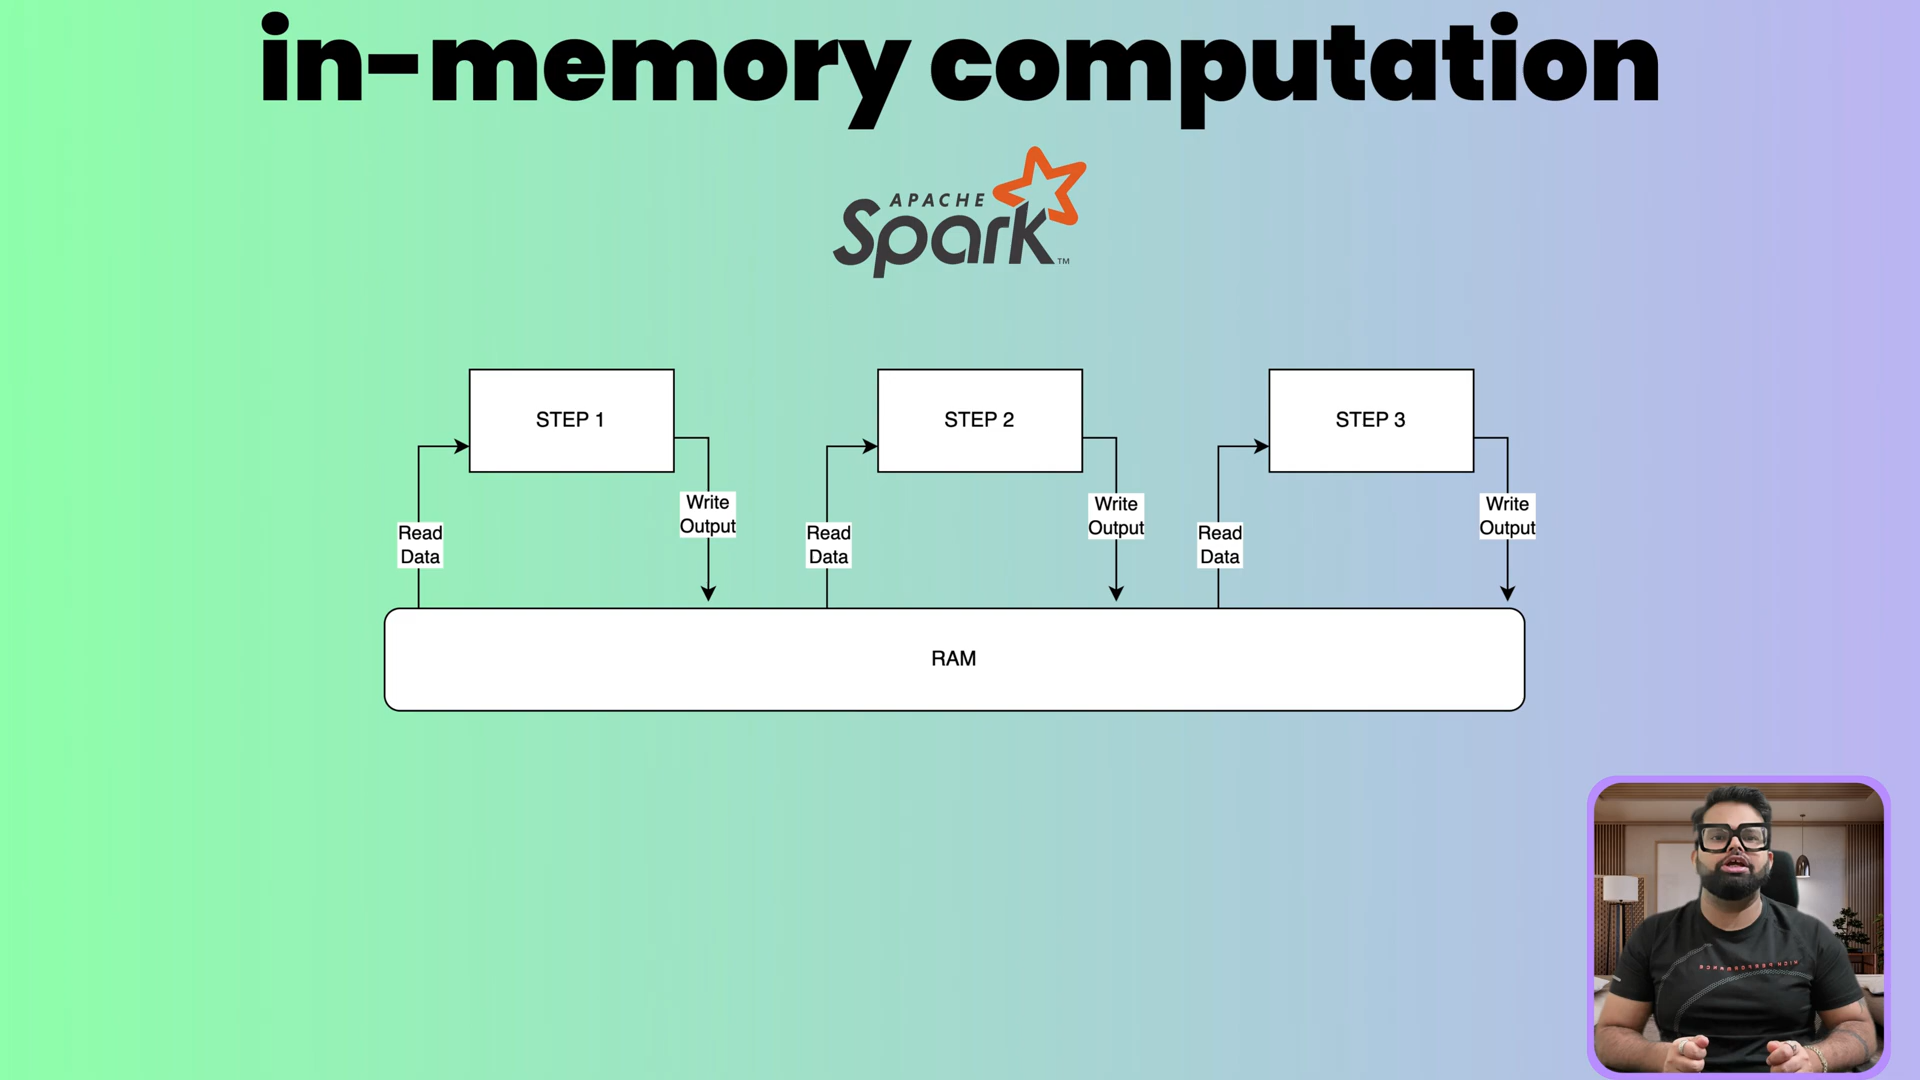 in-memory computation
APACHE
Spark
TM
STEP 1
STEP 2
STEP 3
Write
Output
Write
Output
Write
Output
Read
Data
Read
Data
Read
Data
RAM